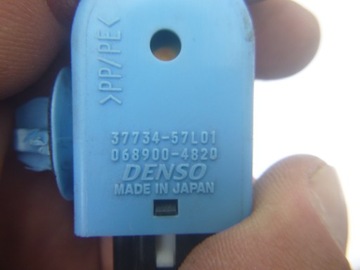 >PP/PE<
37734-57L01
068900-4820
DENSO
MADE IN JAPAN